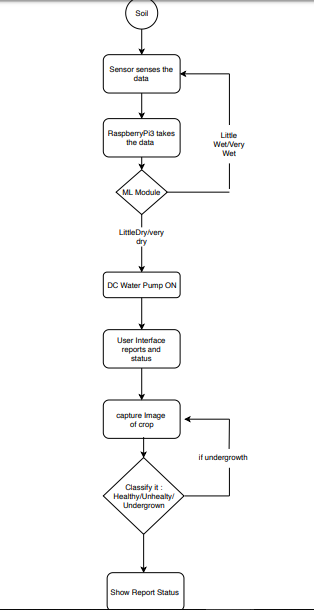 Soil
Sensor senses the
data
RaspberryPi3 takes
the data
Little
Wet/Very
Wet
ML Module
LittleDry/very
dry
DC Water Pump ON
User Interface
reports and
status
capture Image
of crop
if undergrowth
Classify it :
Healthy/Unhealty/
Undergrown
Show Report Status